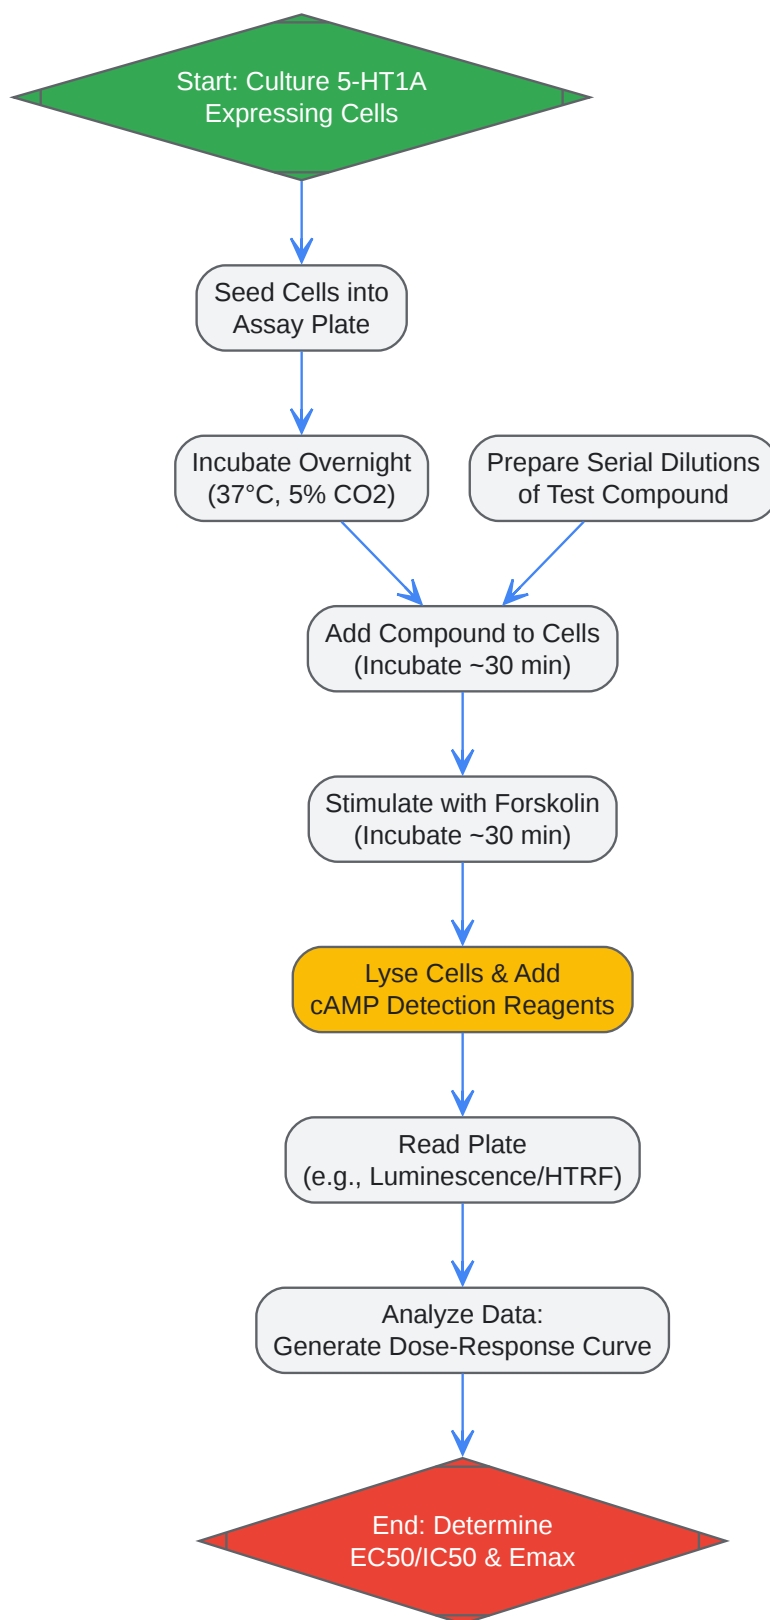 Start: Culture 5-HT1A
Expressing Cells
Seed Cells into
Assay Plate
Incubate Overnight
(37°C, 5% CO2)
Prepare Serial Dilutions
of Test Compound
Add Compound to Cells
(Incubate ~30 min)
Stimulate with Forskolin
(Incubate ~30 min)
Lyse Cells & Add
cAMP Detection Reagents
Read Plate
(e.g., Luminescence/HTRF)
Analyze Data:
Generate Dose-Response Curve
End: Determine
EC50/IC50 & Emax